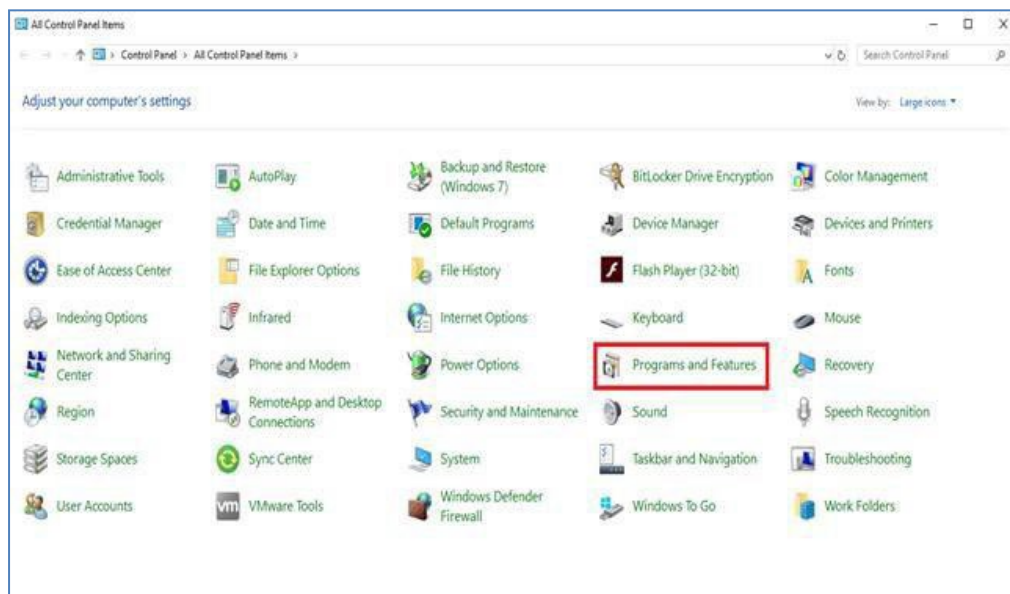 All Control Panel Items
Control Panel > All Control Panel Items >
Search Control Panel
Adjust your computer's settings
View by: Large icons
Administrative Tools
AutoPlay
Backup and Restore
(Windows 7)
BitLocker Drive Encryption
Color Management
Credential Manager
Date and Time
Default Programs
Device Manager
Devices and Printers
Ease of Access Center
File Explorer Options
File History
Flash Player (32-bit)
Fonts
Indexing Options
Infrared
Internet Options
Keyboard
Mouse
Network and Sharing
Center
Phone and Modem
Power Options
Programs and Features
Recovery
Region
RemoteApp and Desktop
Connections
Security and Maintenance
Sound
Speech Recognition
Storage Spaces
Sync Center
System
Taskbar and Navigation
Troubleshooting
User Accounts
vm
VMware Tools
Windows Defender
Firewall
Windows To Go
Work Folders